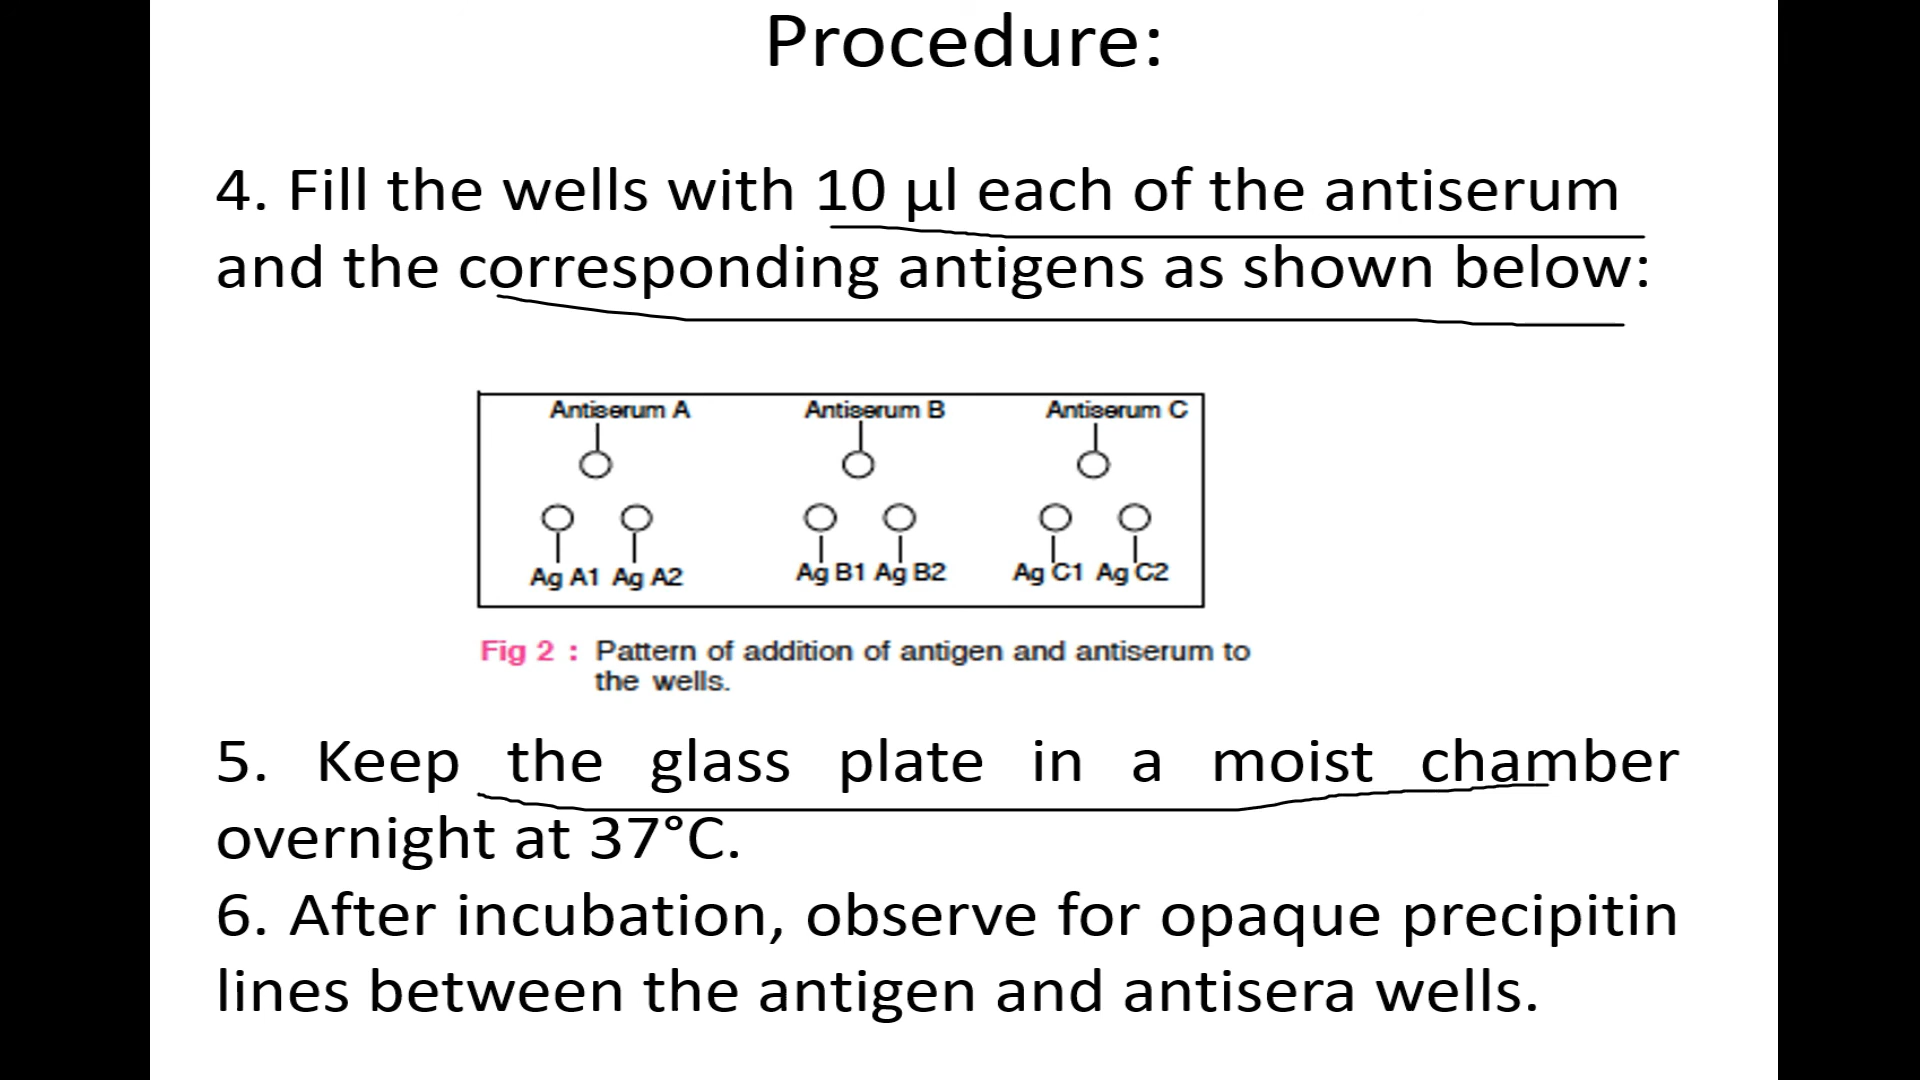 Procedure:
4. Fill the wells with 10 µl each of the antiserum
and the corresponding antigens as shown below:
Antiserum A Antiserum B Antiserum C
Ag A1 Ag A2 Ag B1 Ag B2 Ag C1 Ag C2
Fig 2 : Pattern of addition of antigen and antiserum to
the wells.
5. Keep the glass plate in a moist chamber
overnight at 37°C.
6. After incubation, observe for opaque precipitin
lines between the antigen and antisera wells.